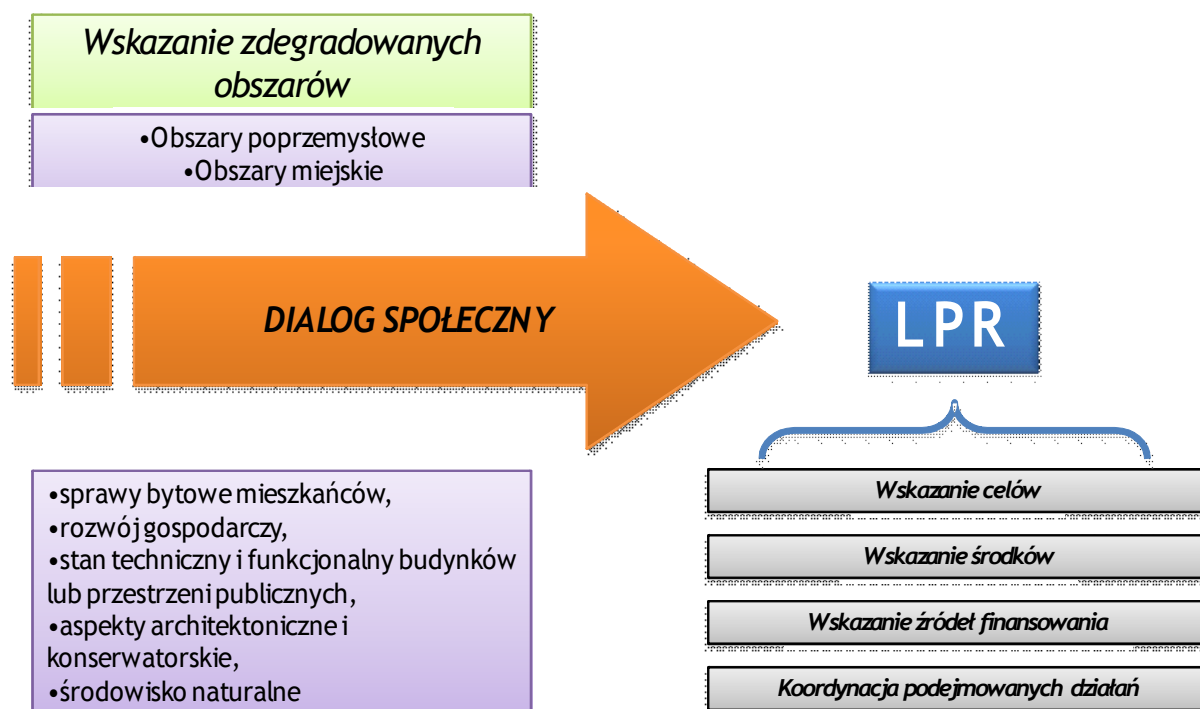 Wskazanie zdegradowanych
obszarów
•Obszary poprzemysłowe
•Obszary miejskie
DIALOG SPOŁECZNY
LPR
•sprawy bytowe mieszkańców,
•rozwój gospodarczy,
•stan techniczny i funkcjonalny budynków
lub przestrzeni publicznych,
•aspekty architektoniczne i
konserwatorskie,
•środowisko naturalne
Wskazanie celów
Wskazanie środków
Wskazanie źródeł finansowania
Koordynacja podejmowanych działań